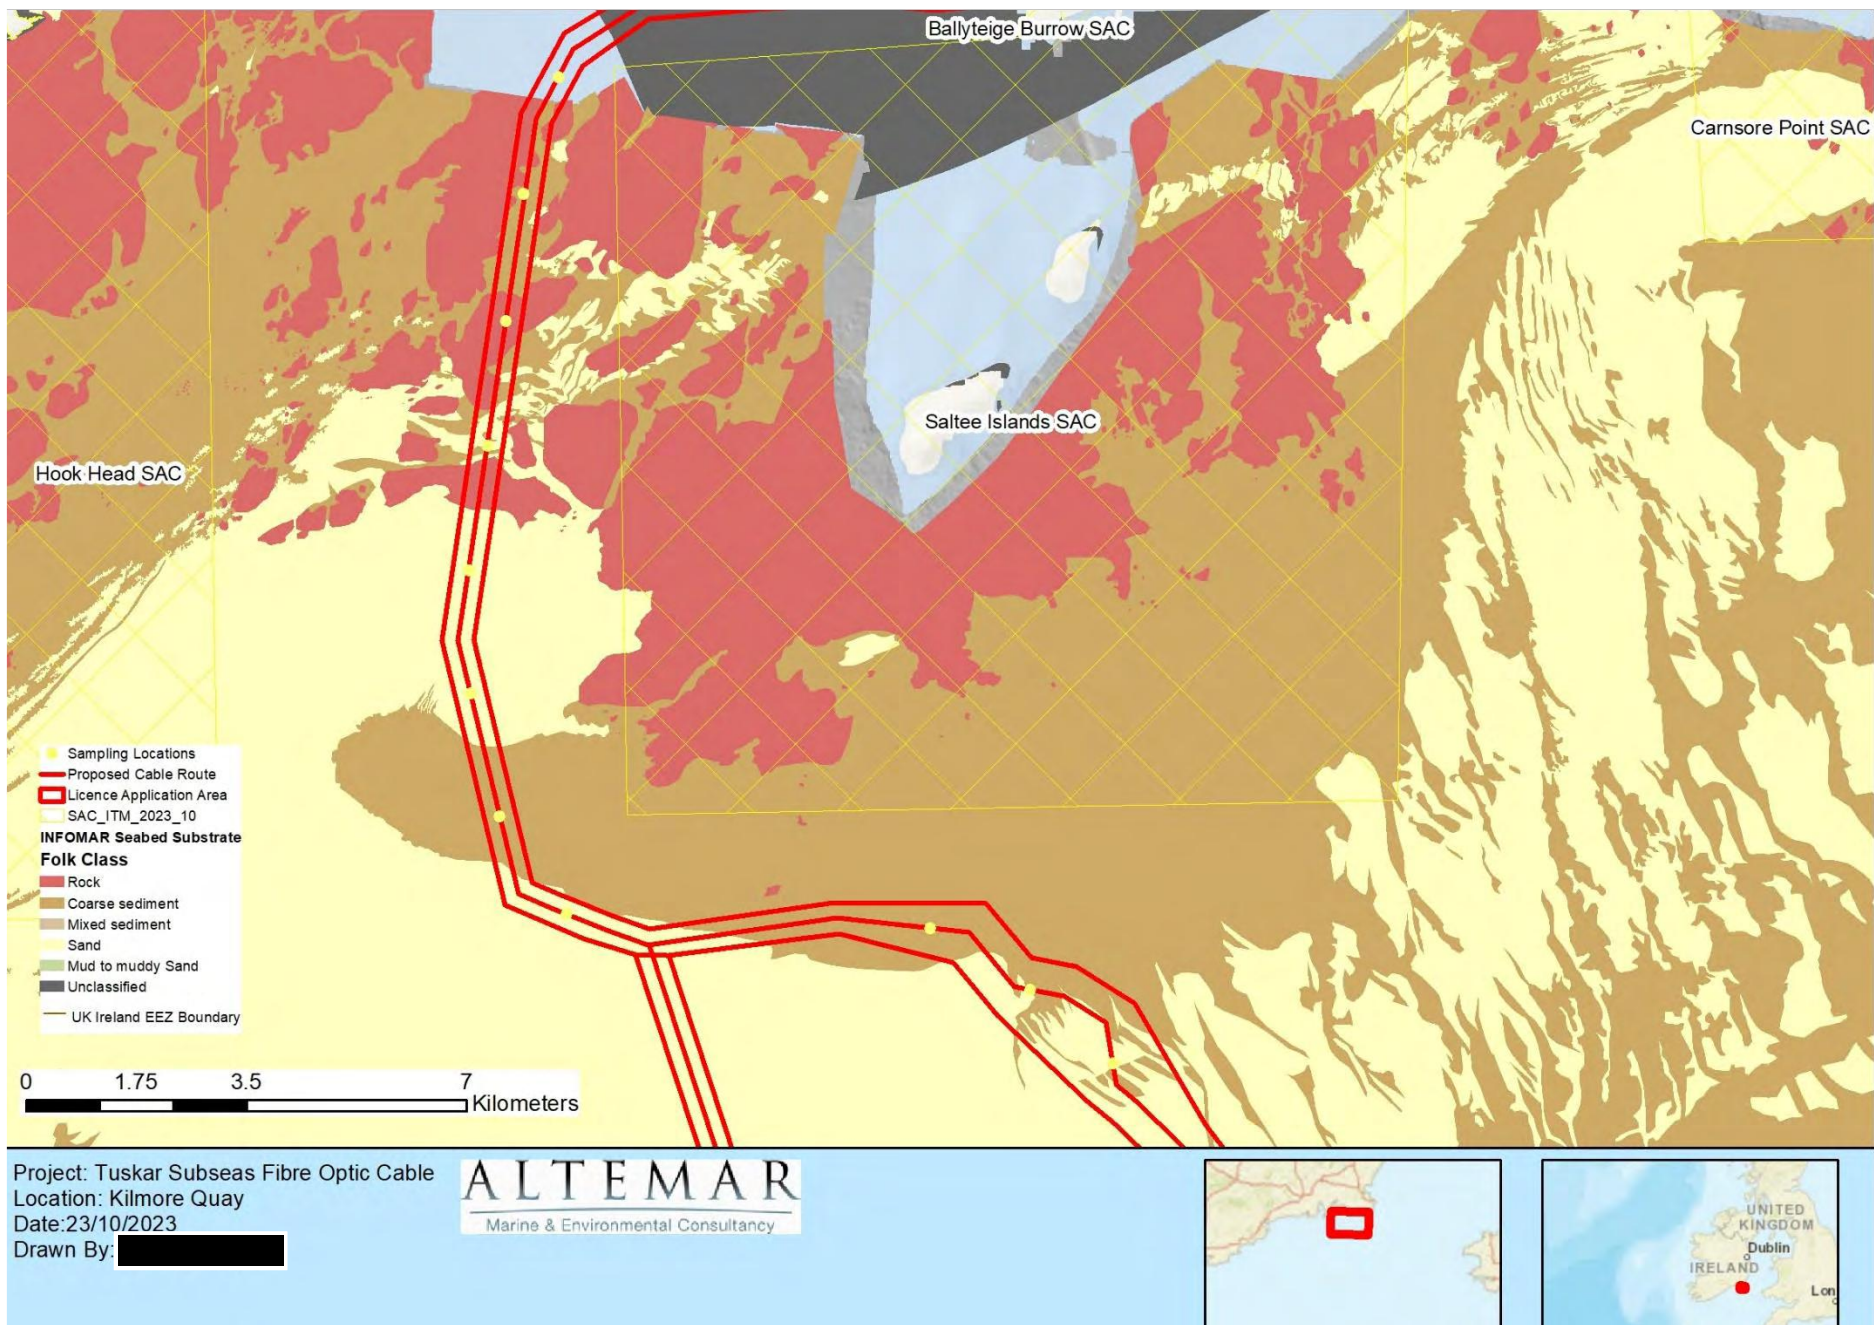 Ballyteige Burrow SAC
Carnsore Point SAC
Saltee Islands SAC
Hook Head SAC
Sampling Locations
Proposed Cable Route
Licence Application Area
SAC_ITM_2023_10
INFOMAR Seabed Substrate
Folk Class
Rock
Coarse sediment
Mixed sediment
Sand
Mud to muddy Sand
Unclassified
UK Ireland EEZ Boundary
0 1.75 3.5 7
Kilometers
Project: Tuskar Subseas Fibre Optic Cable
Location: Kilmore Quay
Date:23/10/2023
Drawn By:
ALTEMAR
Marine & Environmental Consultancy
UNITED
KINGDOM
Dublin
IRELAND
Lon